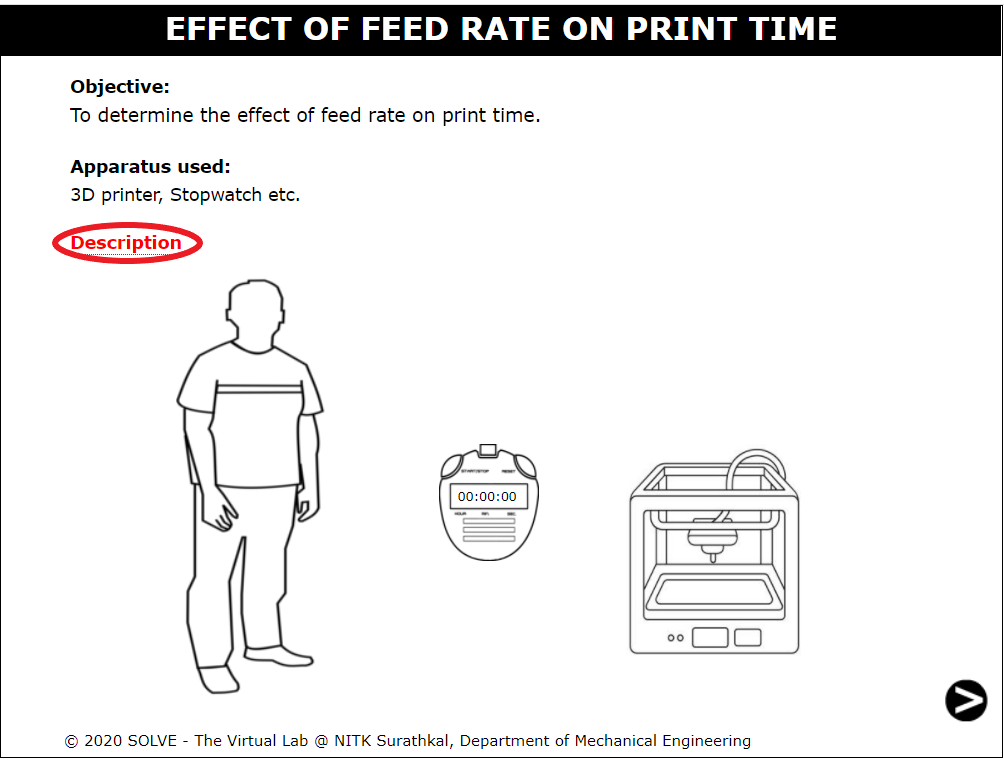 EFFECT OF FEED RATE ON PRINT TIME
Objective:
To determine the effect of feed rate on print time.
Apparatus used:
3D printer, Stopwatch etc.
Description
START/STOP RESET
00:00:00
HOUR MIN. SEC.
© 2020 SOLVE - The Virtual Lab @ NITK Surathkal, Department of Mechanical Engineering